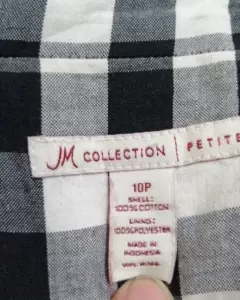 JM COLLECTION | PETITE
10P
SHELL:
100% COTTON
LINING:
100% POLYESTER
MADE IN
INDONESIA